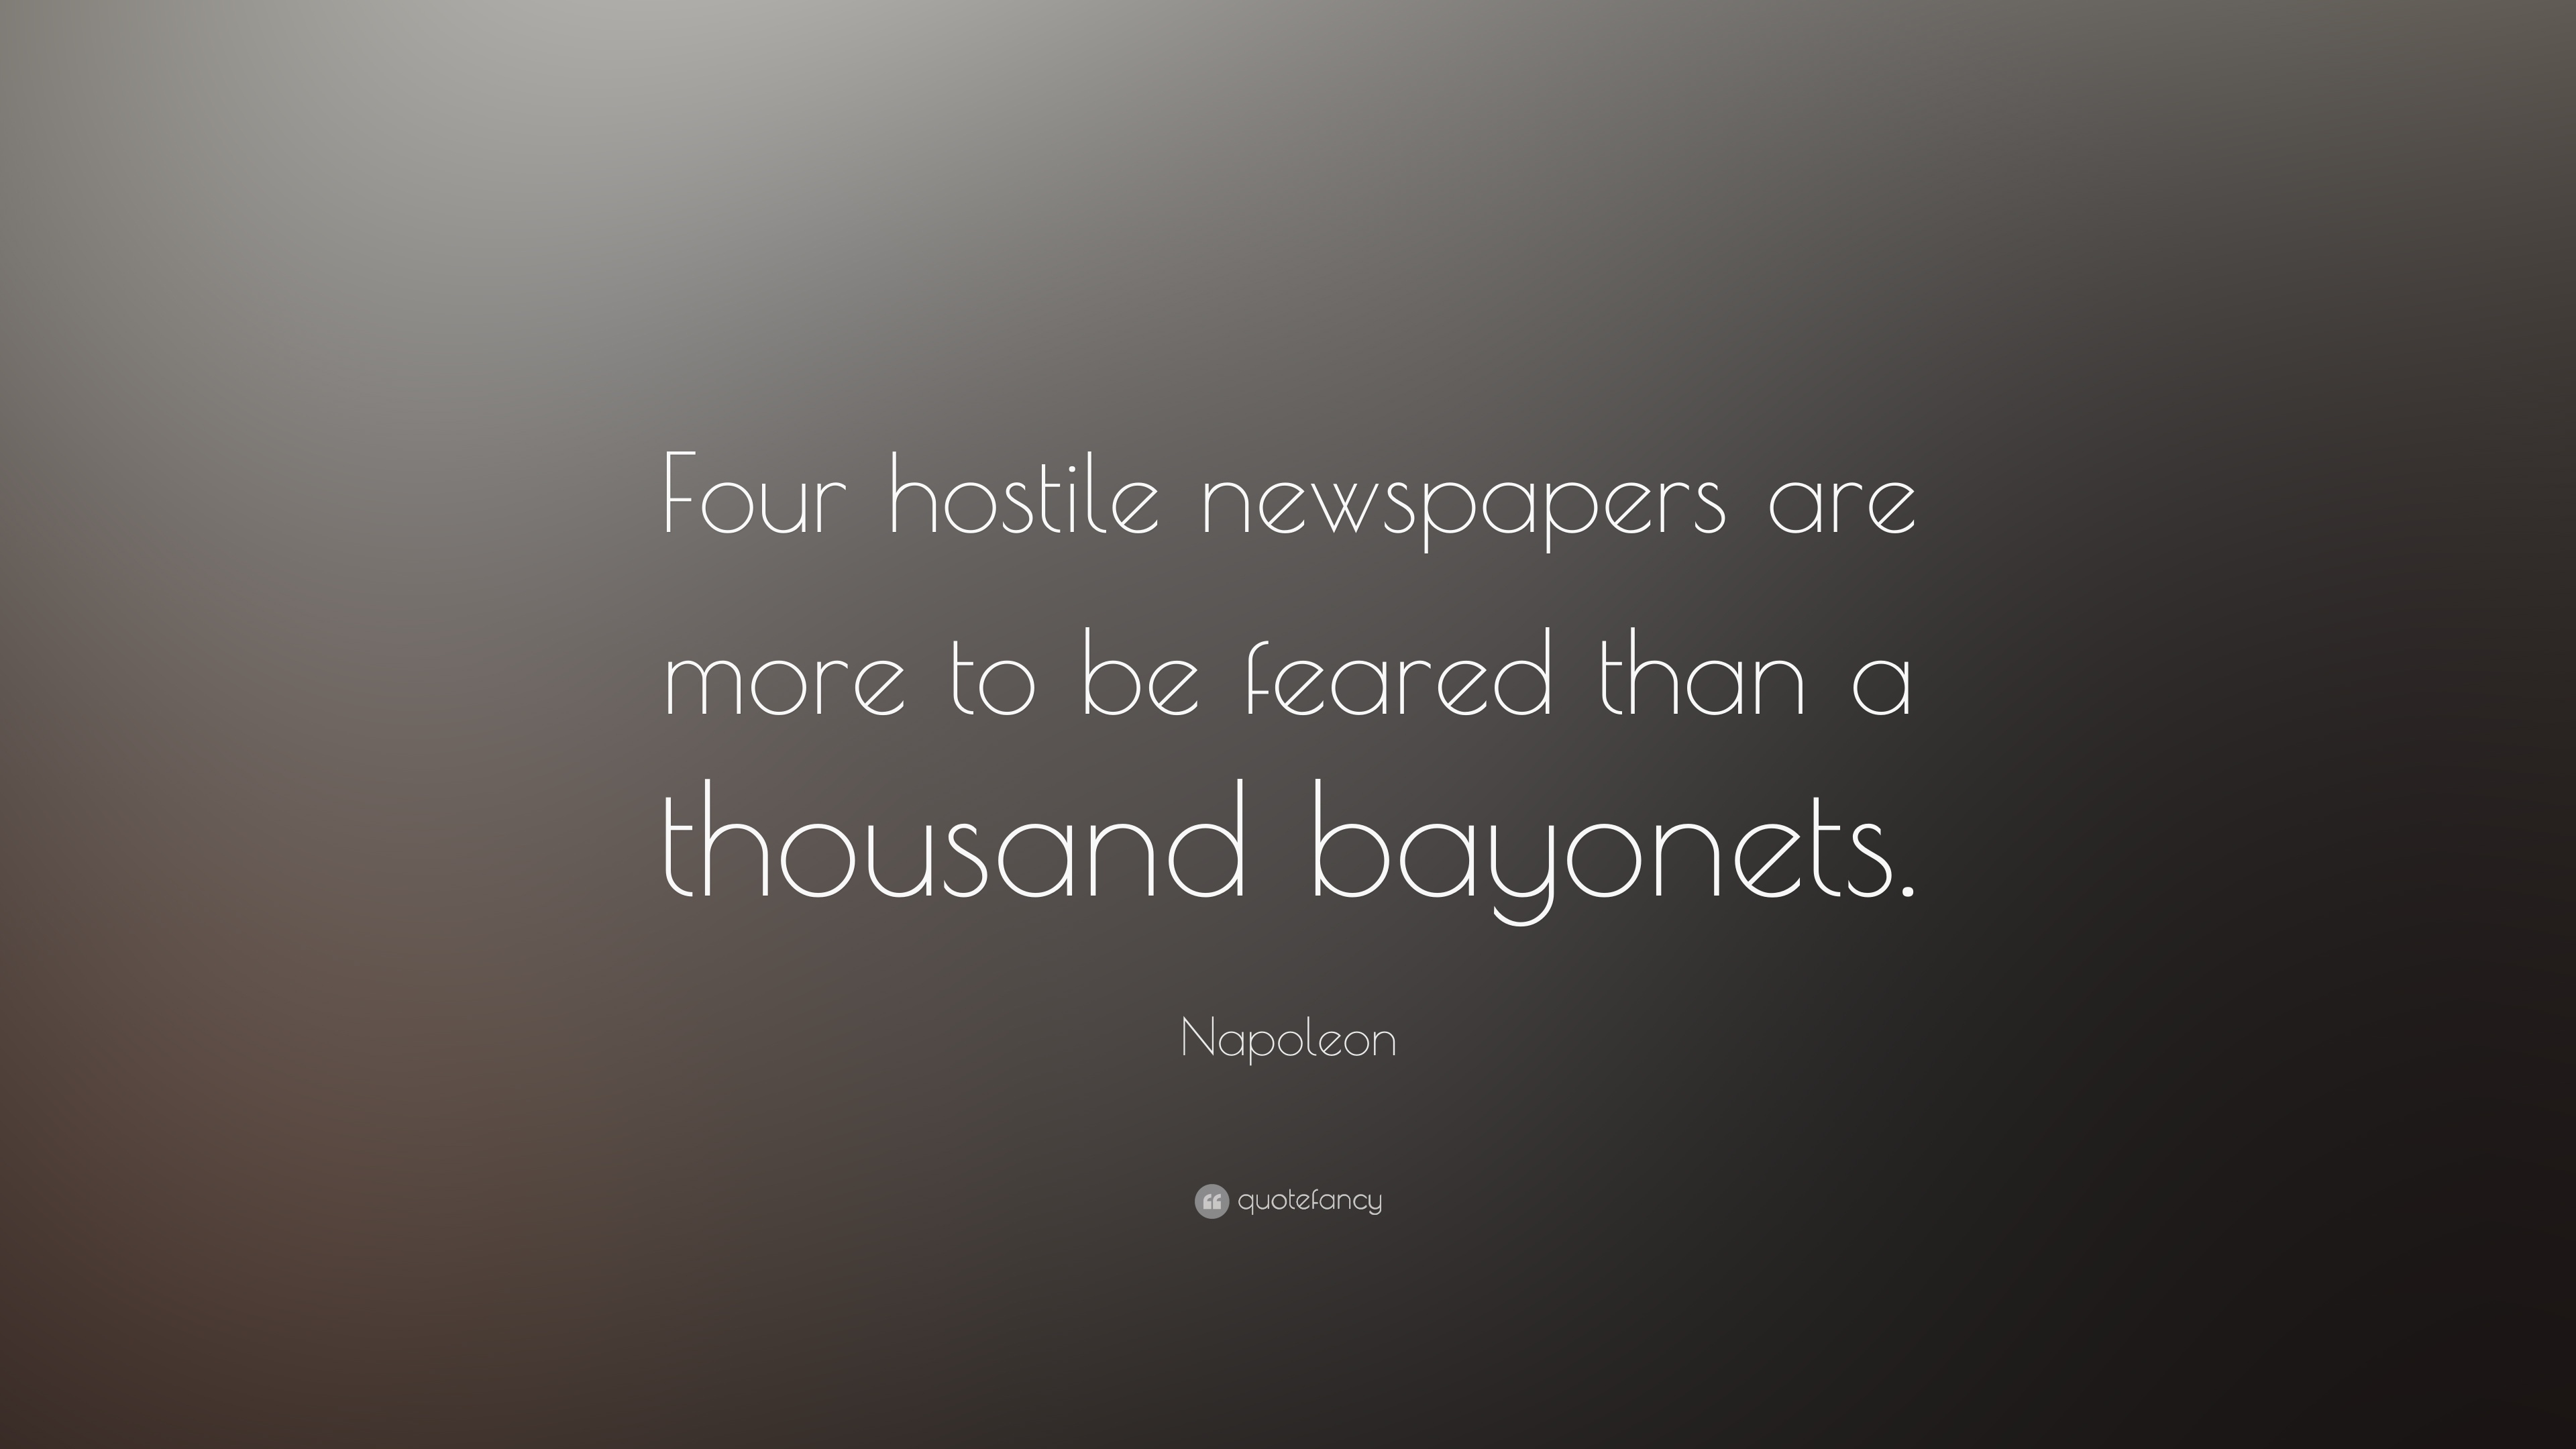 Four hostile newspapers are
more to be feared than a
thousand bayonets.
Napoleon
quotefancy